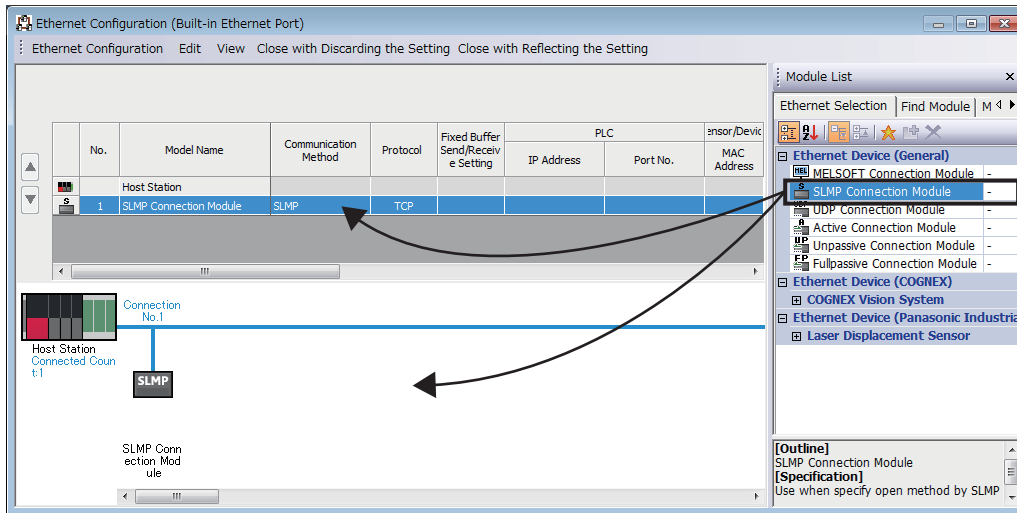 Ethernet Configuration (Built-in Ethernet Port)
Ethernet Configuration Edit View Close with Discarding the Setting Close with Reflecting the Setting
No.
Model Name
Communication
Method
Protocol
Fixed Buffer
Send/Receiv
e Setting
PLC
IP Address
Port No.
ensor/Devic
MAC
Address
Host Station
1 SLMP Connection Module SLMP TCP
Connection
No.1
Host Station
Connected Coun
t:1
SLMP
SLMP Conn
ection Mod
ule
Module List
Ethernet Selection Find Module M
Ethernet Device (General)
MELSOFT Connection Module -
SLMP Connection Module -
UDP Connection Module -
Active Connection Module -
Unpassive Connection Module -
Fullpassive Connection Module -
Ethernet Device (COGNEX)
COGNEX Vision System
Ethernet Device (Panasonic Industria
Laser Displacement Sensor
[Outline]
SLMP Connection Module
[Specification]
Use when specify open method by SLMP